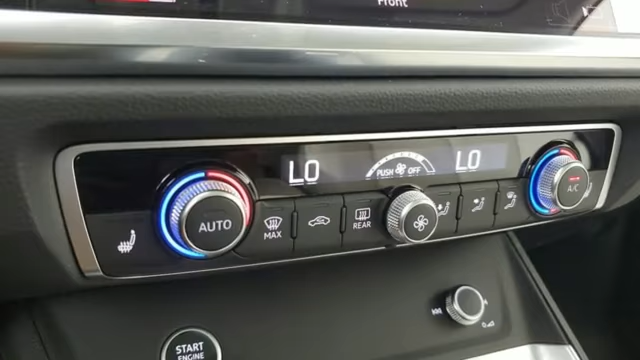 Front
LO
PUSH OFF
LO
AUTO
MAX
REAR
A/C
START
ENGINE